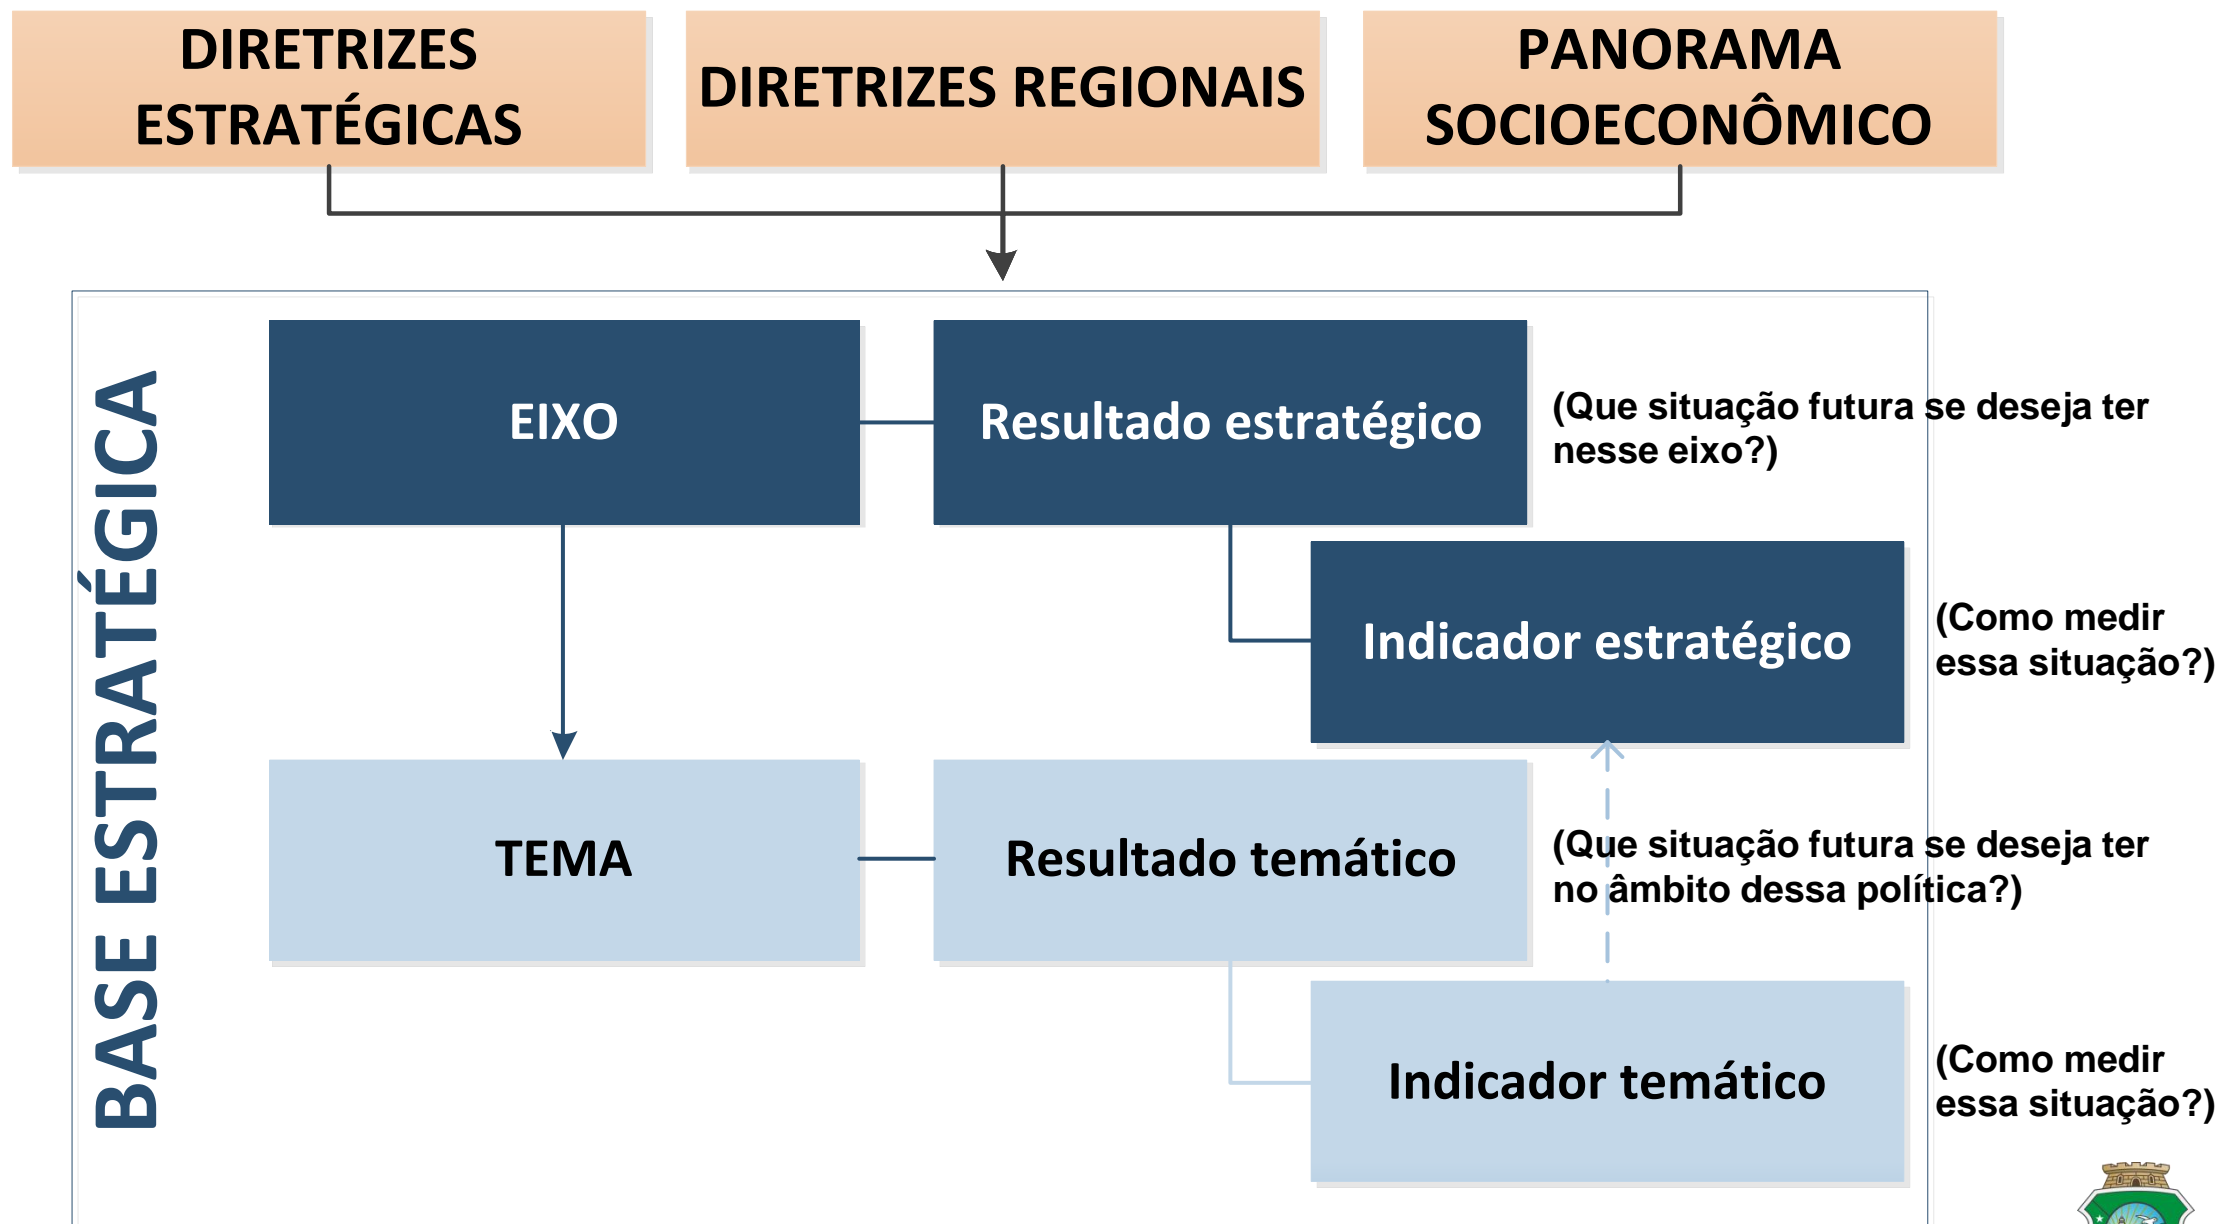 DIRETRIZES
ESTRATÉGICAS
DIRETRIZES REGIONAIS
PANORAMA
SOCIOECONÔMICO
BASE ESTRATÉGICA
EIXO
Resultado estratégico
(Que situação futura se deseja ter
nesse eixo?)
Indicador estratégico
(Como medir
essa situação?)
TEMA
Resultado temático
(Que situação futura se deseja ter
no âmbito dessa política?)
Indicador temático
(Como medir
essa situação?)